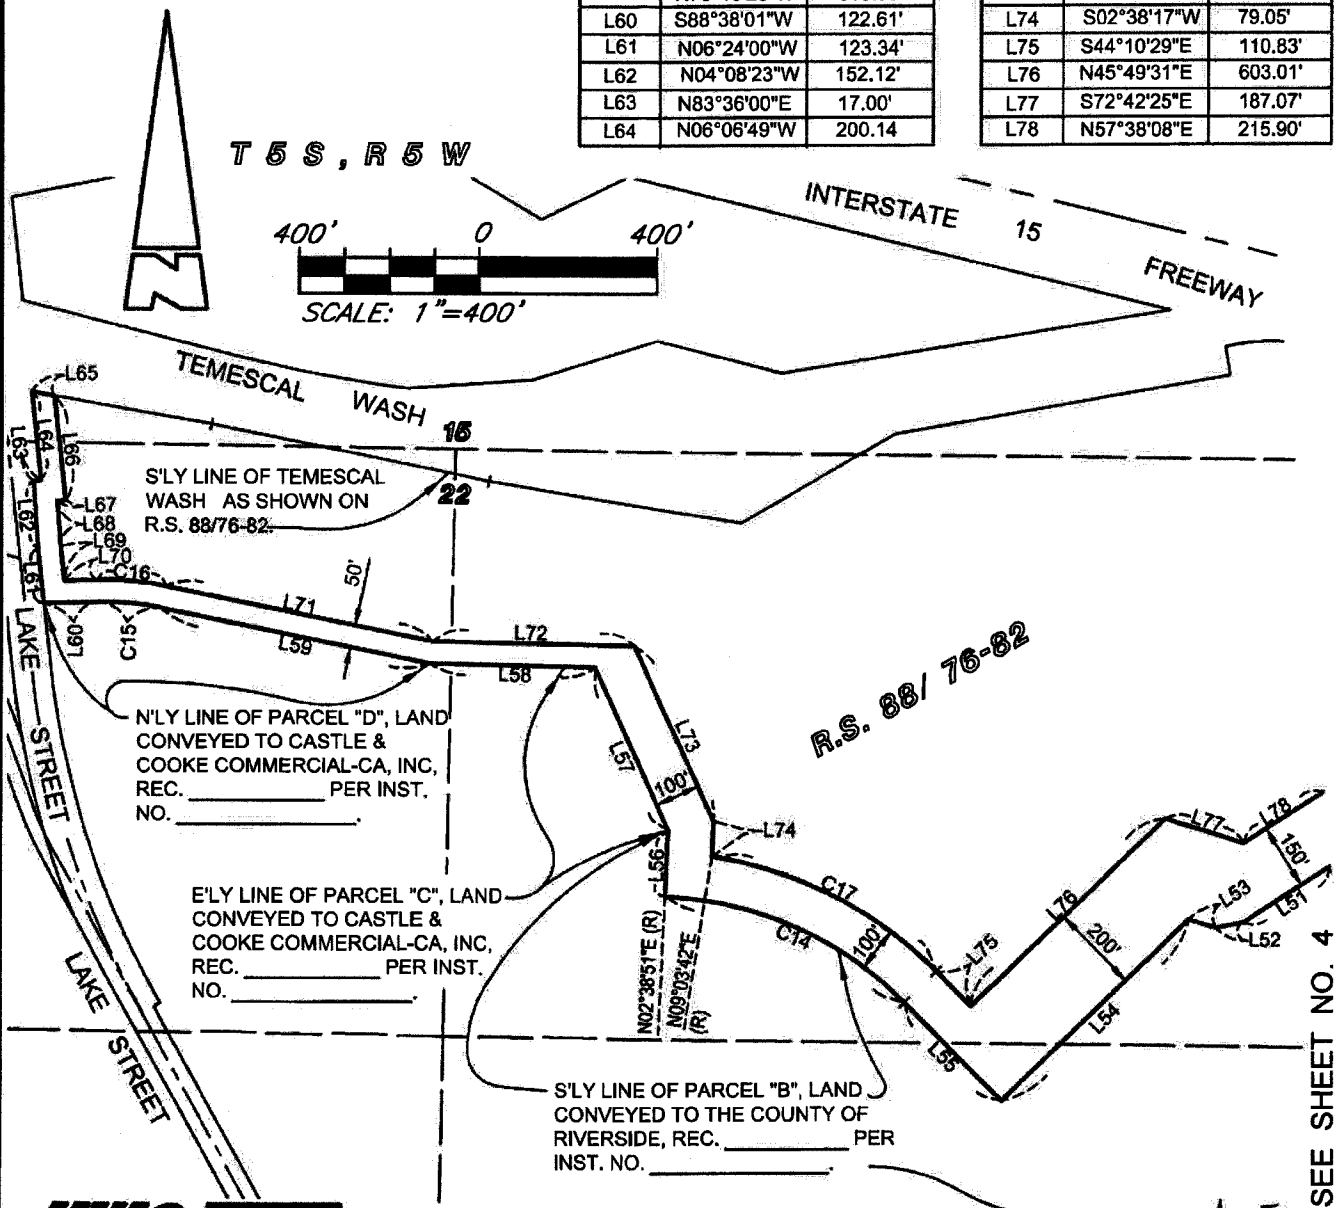 L60 S88°38'01"W 122.61'
L61 N06°24'00"W 123.34'
L62 N04°08'23"W 152.12'
L63 N83°36'00"E 17.00'
L64 N06°06'49"W 200.14
L74 S02°38'17"W 79.05'
L75 S44°10'29"E 110.83'
L76 N45°49'31"E 603.01'
L77 S72°42'25"E 187.07'
L78 N57°38'08"E 215.90'
T 5 S , R 5 W
N
400' 0 400'
SCALE: 1"=400'
INTERSTATE 15
FREEWAY
TEMESCAL WASH
L65
L63
L64
L66
15
22
S'LY LINE OF TEMESCAL
WASH AS SHOWN ON
R.S. 88/76-82.
L62
L67
L68
L69
L70
C16
L61
L60
C15
50'
L71
L59
L72
L58
LAKE STREET
R.S. 88/ 76-82
N'LY LINE OF PARCEL "D", LAND
CONVEYED TO CASTLE &
COOKE COMMERCIAL-CA, INC,
REC. ____________ PER INST.
NO. ________________.
L57
L73
100'
L74
L56
C17
C14
100'
L75
L76
L77
L78
150'
L53
L51
L52
200'
L54
L55
E'LY LINE OF PARCEL "C", LAND
CONVEYED TO CASTLE &
COOKE COMMERCIAL-CA, INC,
REC. ____________ PER INST.
NO. ________________.
N02°38'51"E (R)
N09°03'42"E
(R)
LAKE STREET
S'LY LINE OF PARCEL "B", LAND
CONVEYED TO THE COUNTY OF
RIVERSIDE, REC. ____________ PER
INST. NO. ________________.
SEE SHEET NO. 4